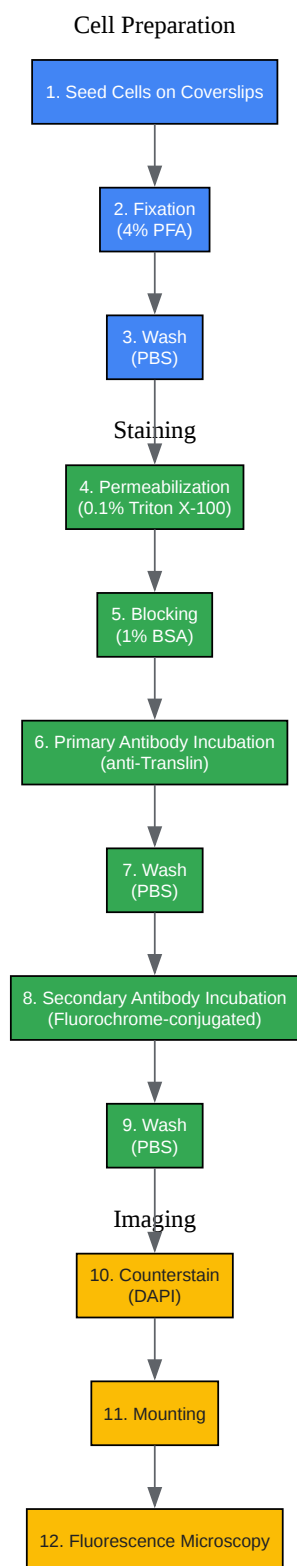 Cell Preparation
1. Seed Cells on Coverslips
2. Fixation
(4% PFA)
3. Wash
(PBS)
Staining
4. Permeabilization
(0.1% Triton X-100)
5. Blocking
(1% BSA)
6. Primary Antibody Incubation
(anti-Translin)
7. Wash
(PBS)
8. Secondary Antibody Incubation
(Fluorochrome-conjugated)
9. Wash
(PBS)
Imaging
10. Counterstain
(DAPI)
11. Mounting
12. Fluorescence Microscopy